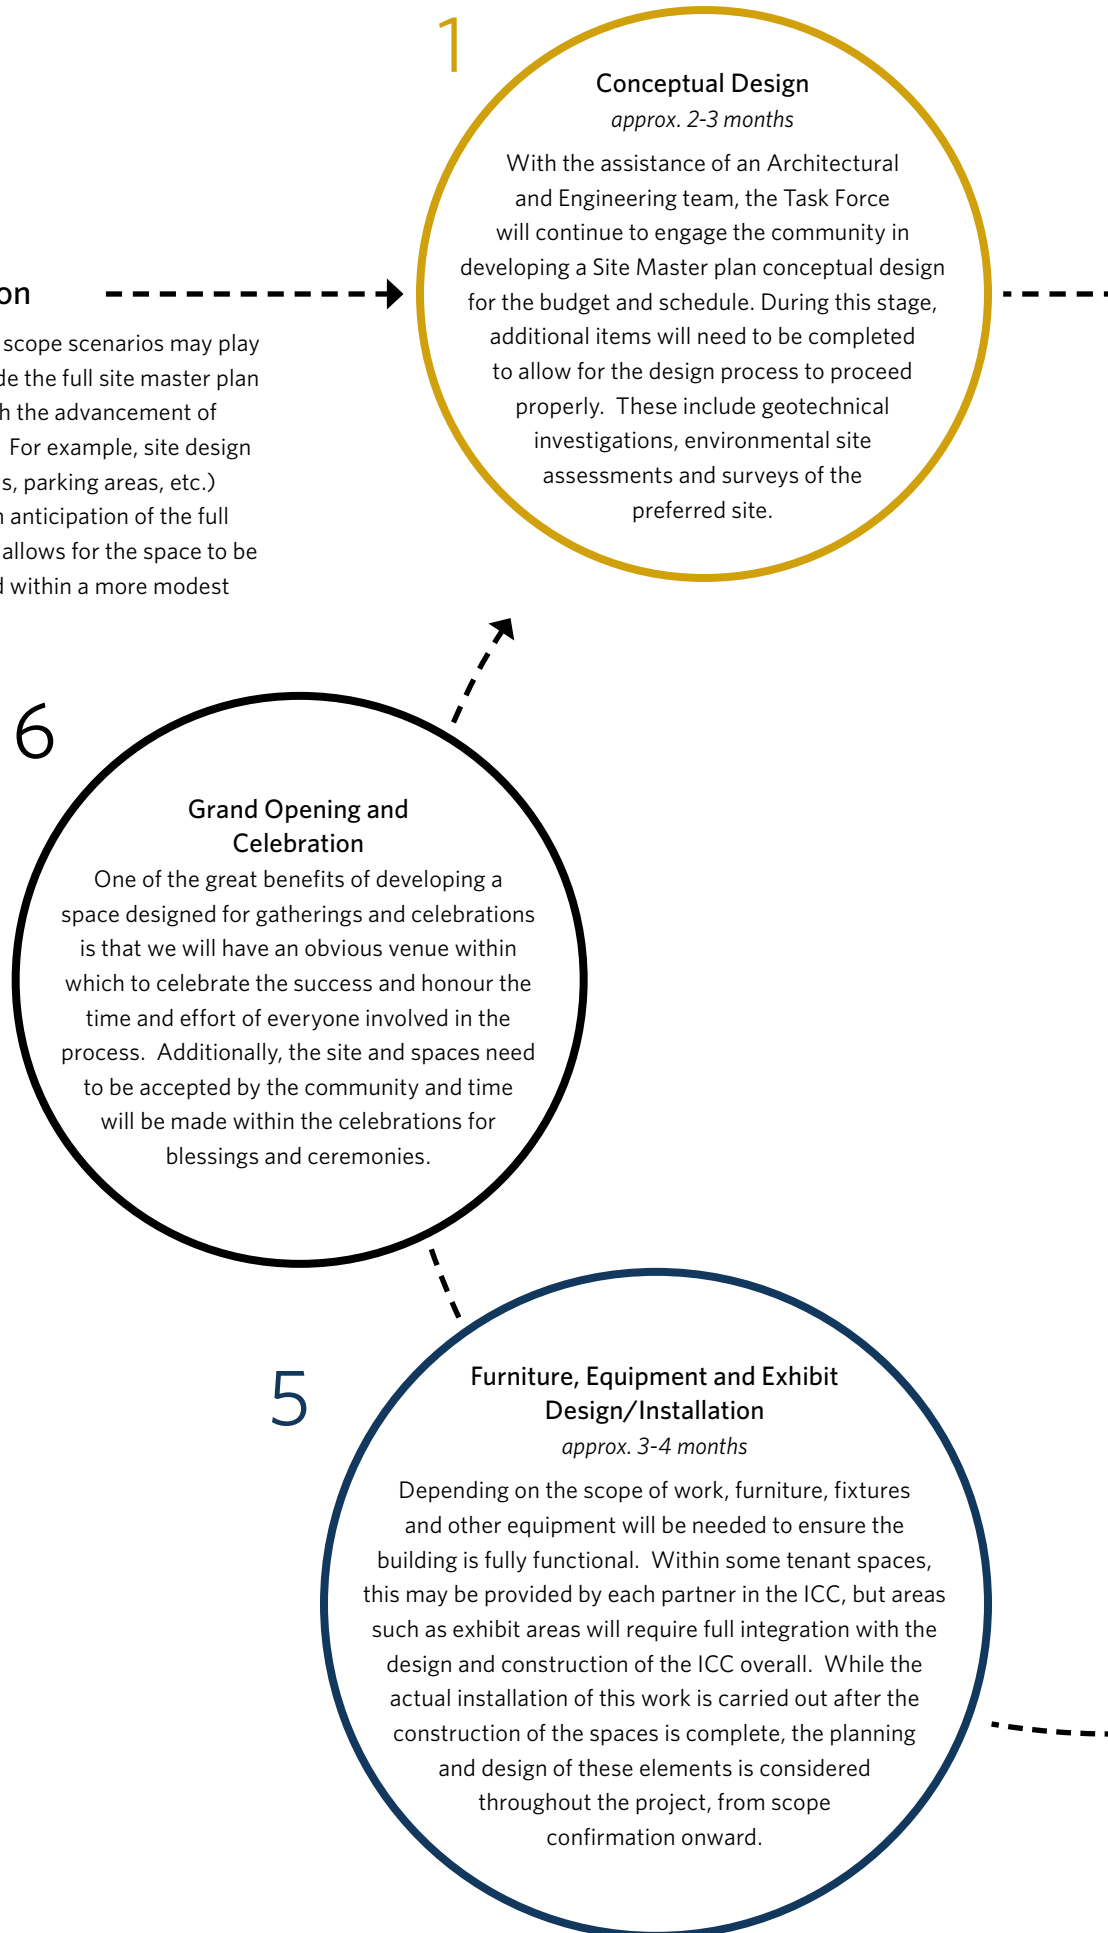 1
Conceptual Design
approx. 2-3 months
With the assistance of an Architectural
and Engineering team, the Task Force
will continue to engage the community in
developing a Site Master plan conceptual design
for the budget and schedule. During this stage,
additional items will need to be completed
to allow for the design process to proceed
properly.  These include geotechnical
investigations, environmental site
assessments and surveys of the
preferred site.
on
scope scenarios may play
de the full site master plan
h the advancement of
For example, site design
s, parking areas, etc.)
n anticipation of the full
allows for the space to be
d within a more modest
6
Grand Opening and
Celebration
One of the great benefits of developing a
space designed for gatherings and celebrations
is that we will have an obvious venue within
which to celebrate the success and honour the
time and effort of everyone involved in the
process.  Additionally, the site and spaces need
to be accepted by the community and time
will be made within the celebrations for
blessings and ceremonies.
5
Furniture, Equipment and Exhibit
Design/Installation
approx. 3-4 months
Depending on the scope of work, furniture, fixtures
and other equipment will be needed to ensure the
building is fully functional.  Within some tenant spaces,
this may be provided by each partner in the ICC, but areas
such as exhibit areas will require full integration with the
design and construction of the ICC overall.  While the
actual installation of this work is carried out after the
construction of the spaces is complete, the planning
and design of these elements is considered
throughout the project, from scope
confirmation onward.